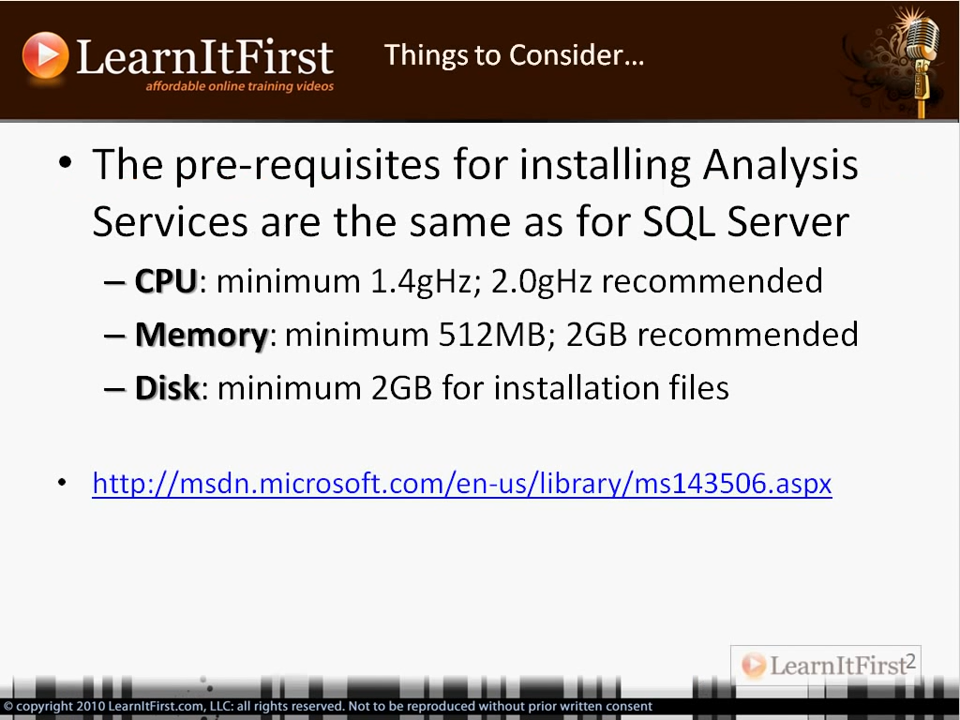 LearnItFirst
affordable online training videos
Things to Consider…
• The pre-requisites for installing Analysis
Services are the same as for SQL Server
– CPU: minimum 1.4gHz; 2.0gHz recommended
– Memory: minimum 512MB; 2GB recommended
– Disk: minimum 2GB for installation files
• http://msdn.microsoft.com/en-us/library/ms143506.aspx
LearnItFirst
2
© copyright 2010 LearnItFirst.com, LLC: all rights reserved. Not to be reproduced without prior written consent